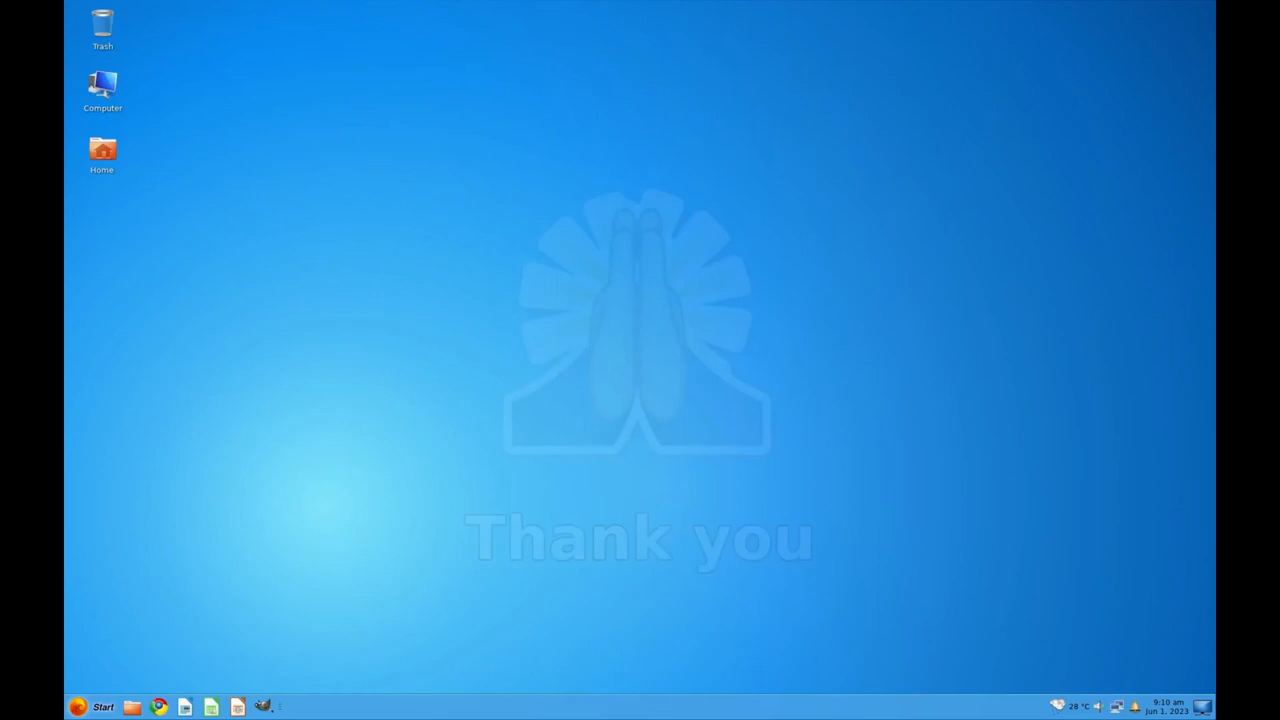 Trash
Computer
Home
Thank you
Start
28 °C
9:10 am
Jun 1, 2023